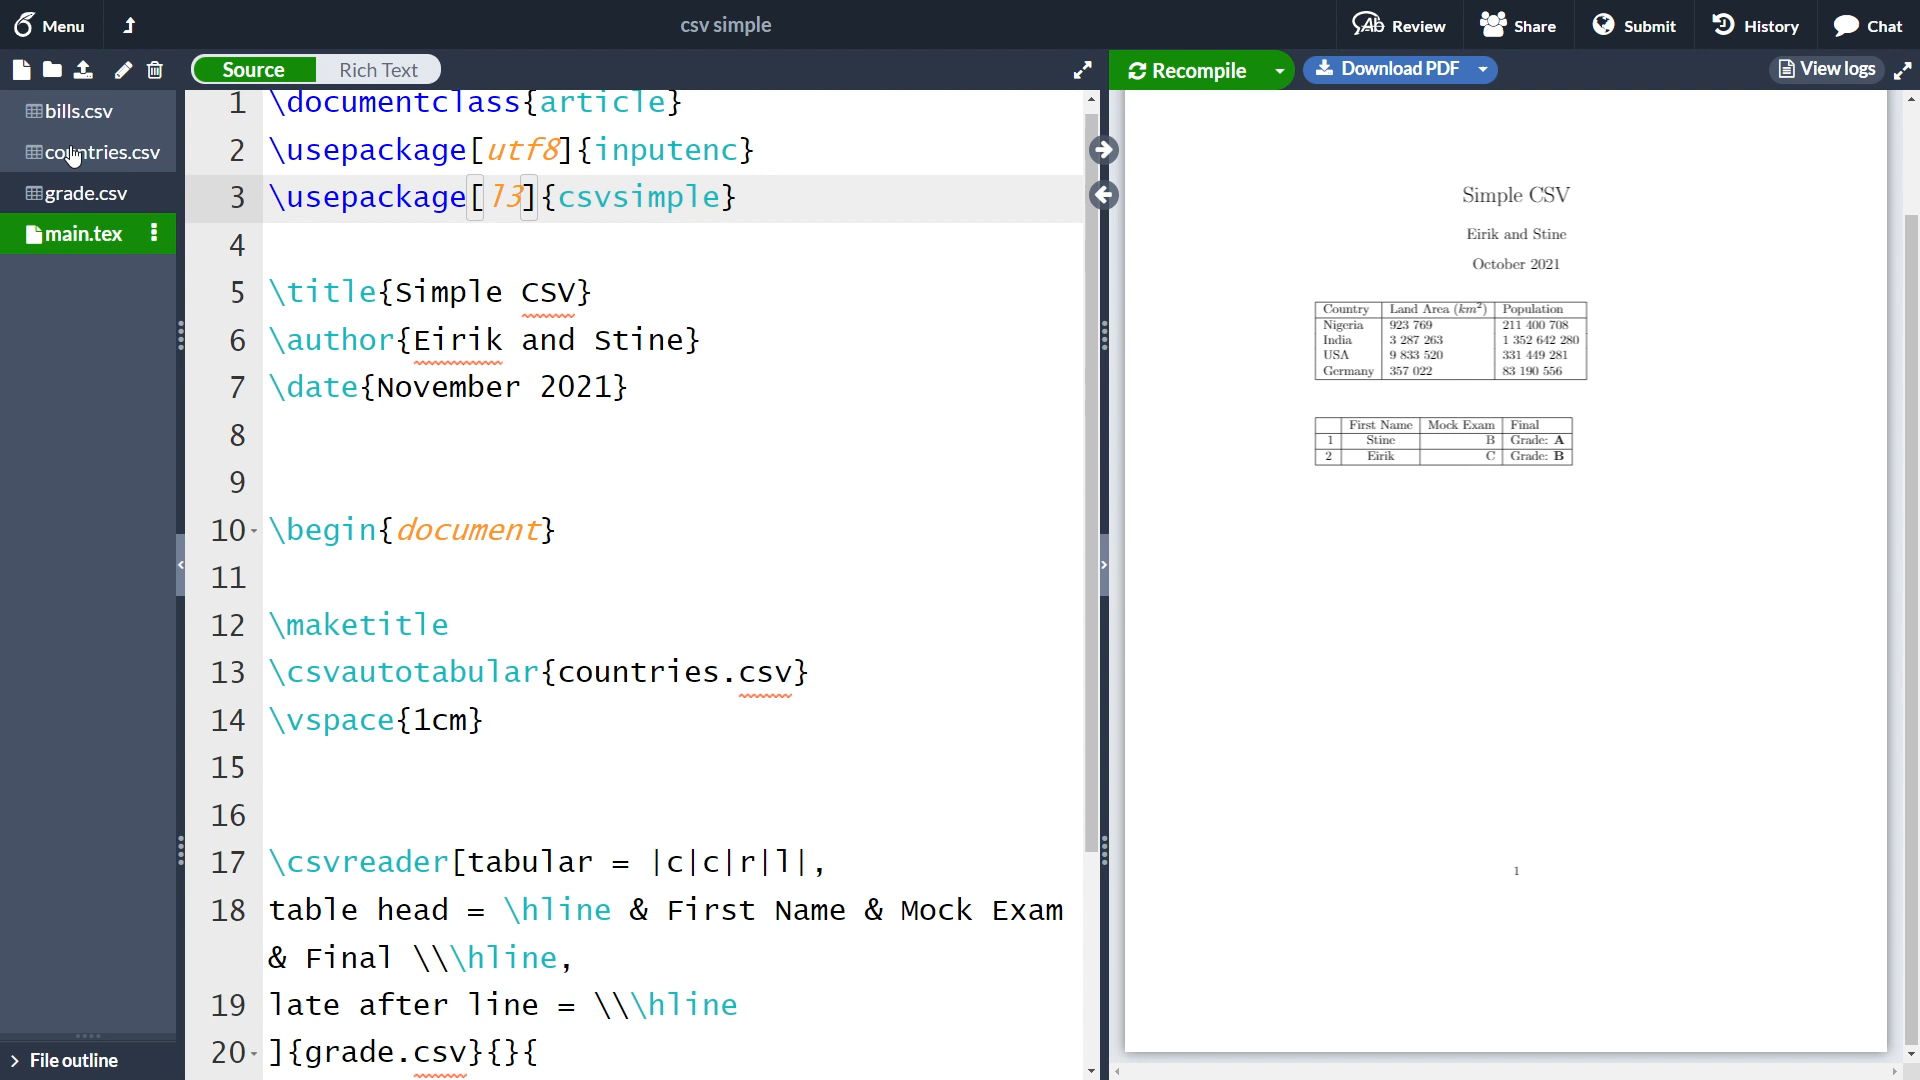 Menu
csv simple
Review
Share
Submit
History
Chat
Source
Rich Text
Recompile
Download PDF
View logs
bills.csv
countries.csv
grade.csv
main.tex
File outline
1 \documentclass{article}
2 \usepackage[utf8]{inputenc}
3 \usepackage[l3]{csvsimple}
4
5 \title{Simple CSV}
6 \author{Eirik and Stine}
7 \date{November 2021}
8
9
10 \begin{document}
11
12 \maketitle
13 \csvautotabular{countries.csv}
14 \vspace{1cm}
15
16
17 \csvreader[tabular = |c|c|r|l|,
18 table head = \hline & First Name & Mock Exam
& Final \\\hline,
19 late after line = \\\hline
20 ]{grade.csv}{}{
Simple CSV
Eirik and Stine
October 2021
Country Land Area (km²) Population
Nigeria 923 769 211 400 708
India 3 287 263 1 352 642 280
USA 9 833 520 331 449 281
Germany 357 022 83 190 556
First Name Mock Exam Final
1 Stine B Grade: A
2 Eirik C Grade: B
1